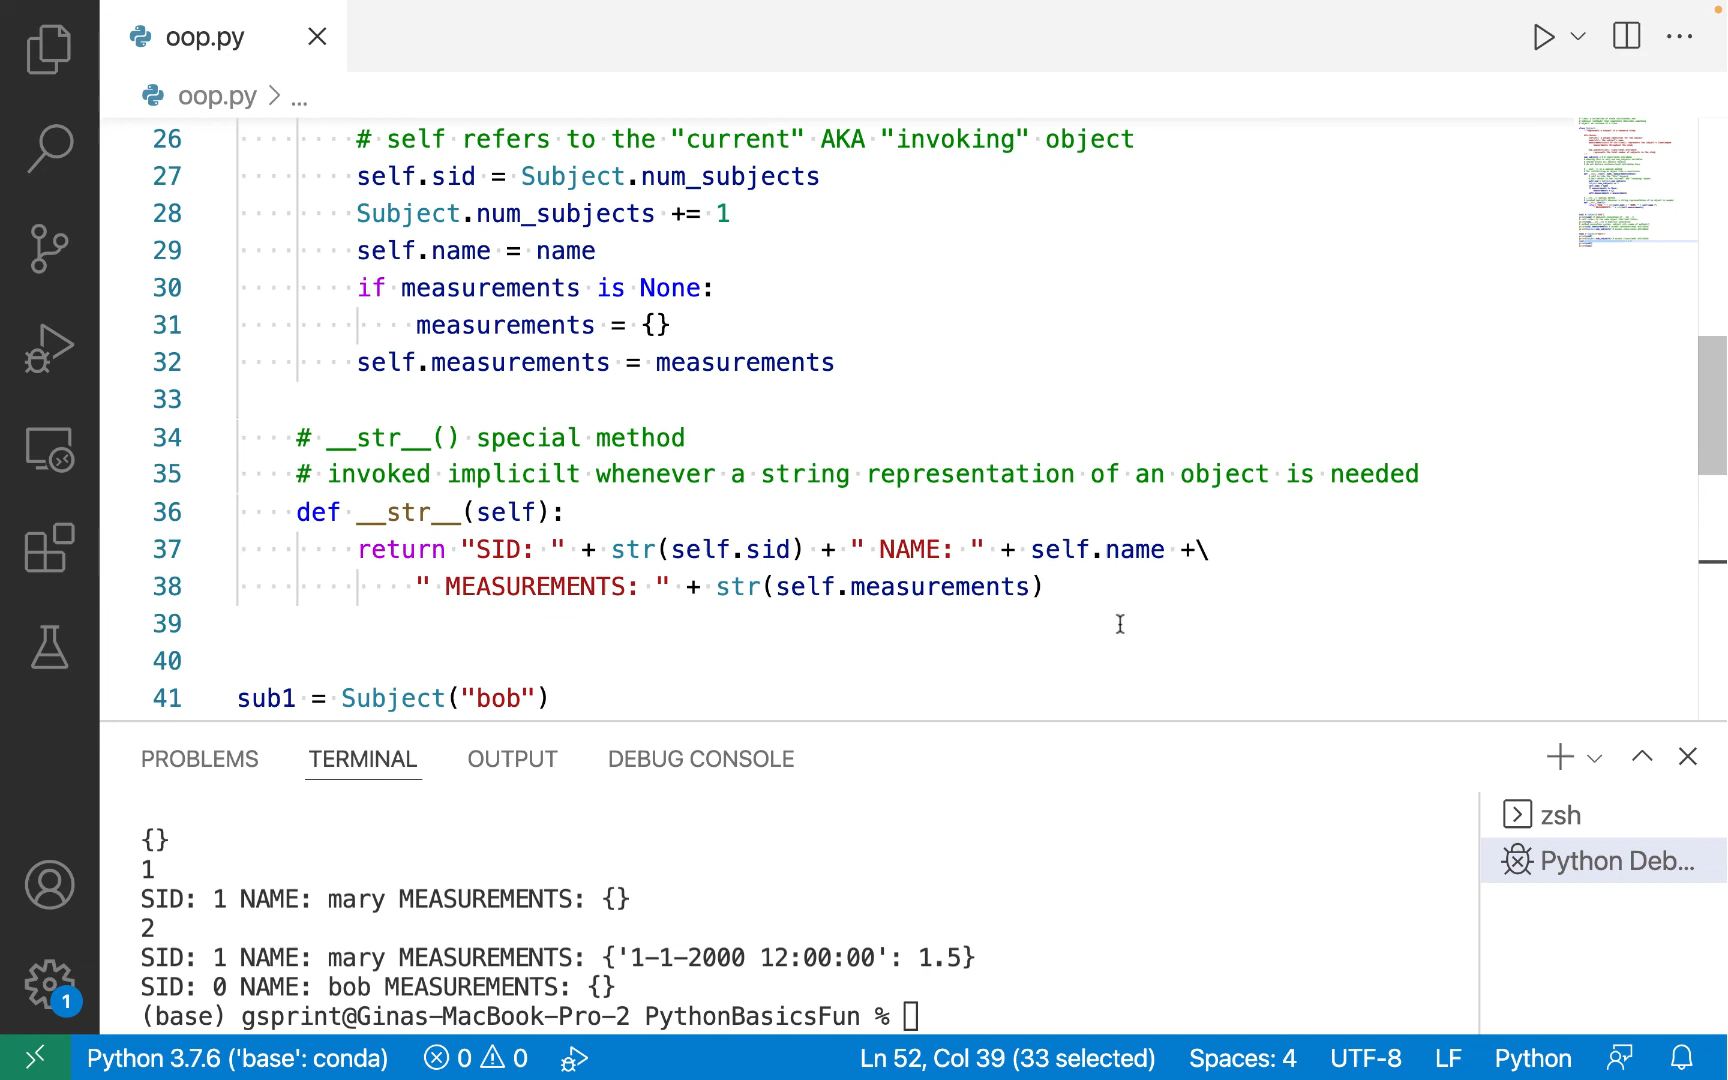 oop.py
oop.py > ...
26 # self refers to the "current" AKA "invoking" object
27 self.sid = Subject.num_subjects
28 Subject.num_subjects += 1
29 self.name = name
30 if measurements is None:
31 measurements = {}
32 self.measurements = measurements
33
34 # __str__() special method
35 # invoked implicilt whenever a string representation of an object is needed
36 def __str__(self):
37 return "SID: " + str(self.sid) + " NAME: " + self.name +\
38 " MEASUREMENTS: " + str(self.measurements)
39
40
41 sub1 = Subject("bob")
PROBLEMS TERMINAL OUTPUT DEBUG CONSOLE
{}
1
SID: 1 NAME: mary MEASUREMENTS: {}
2
SID: 1 NAME: mary MEASUREMENTS: {'1-1-2000 12:00:00': 1.5}
SID: 0 NAME: bob MEASUREMENTS: {}
(base) gsprint@Ginas-MacBook-Pro-2 PythonBasicsFun %
zsh
Python Deb...
1
Python 3.7.6 ('base': conda) 0 0 Ln 52, Col 39 (33 selected) Spaces: 4 UTF-8 LF Python